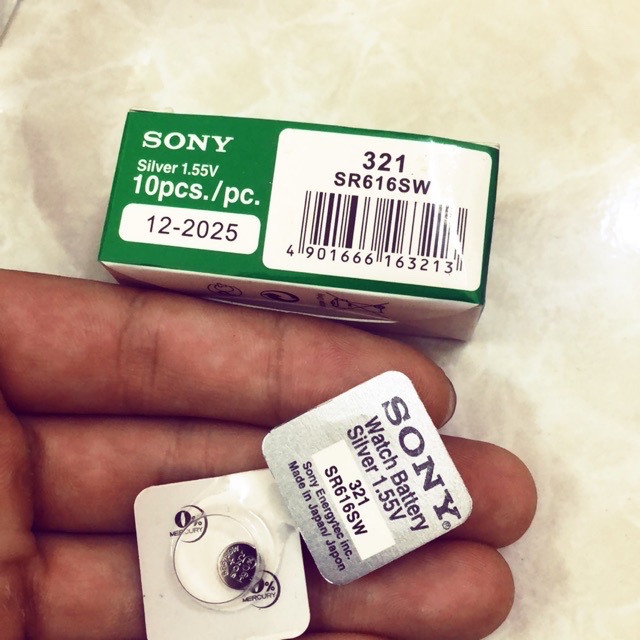 SONY
Silver 1.55V
10pcs./pc.
12-2025
321
SR616SW
4 901666 163213
SONY
Watch Battery
Silver 1.55V
321
SR616SW
Sony Energytec inc.
Made in Japan/ Japon
0%
MERCURY
0%
MERCURY